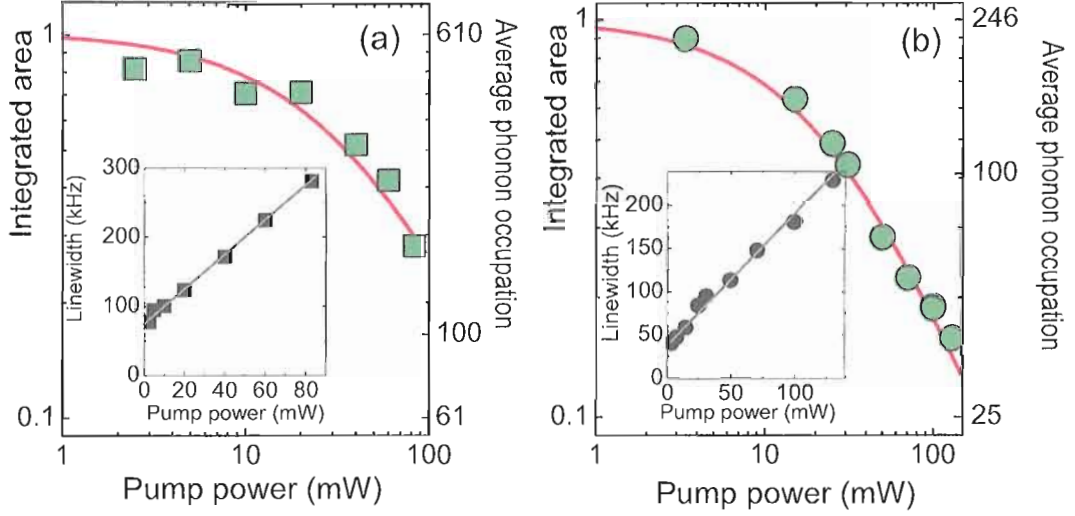 (a)
Integrated area
1
0.1
610
100
61
Average phonon occupation
1
10
100
Pump power (mW)
Linewidth (kHz)
300
200
100
0
0
20
40
60
80
Pump power (mW)
(b)
Integrated area
1
0.1
246
100
25
Average phonon occupation
1
10
100
Pump power (mW)
Linewidth (kHz)
200
150
100
50
0
0
50
100
Pump power (mW)